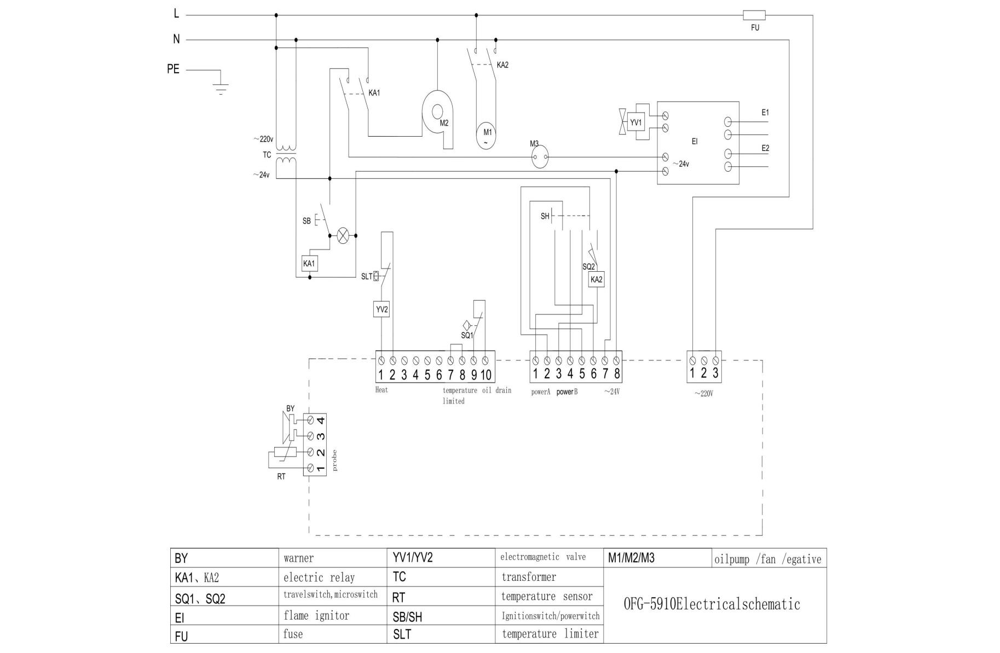 L
FU
N
PE
KA2
KA1
E1
YV1
M2
M1
~
EI
~220v
M3
E2
TC
~24v
~24v
SH
SB
KA1
SQ2
SLT
KA2
YV2
SQ1
1 2 3 4 5 6 7 8 9 10
1 2 3 4 5 6 7 8
1 2 3
Heat
temperature oil drain
limited
powerA powerB ~24V
~220V
BY
4
3
2
1
probe
RT
BY warner YV1/YV2 electromagnetic valve M1/M2/M3 oilpump /fan /egative
KA1、KA2 electric relay TC transformer
SQ1、SQ2 travelswitch,microswitch RT temperature sensor
OFG-5910Electricalschematic
EI flame ignitor SB/SH Ignitionswitch/powerwitch
FU fuse SLT temperature limiter